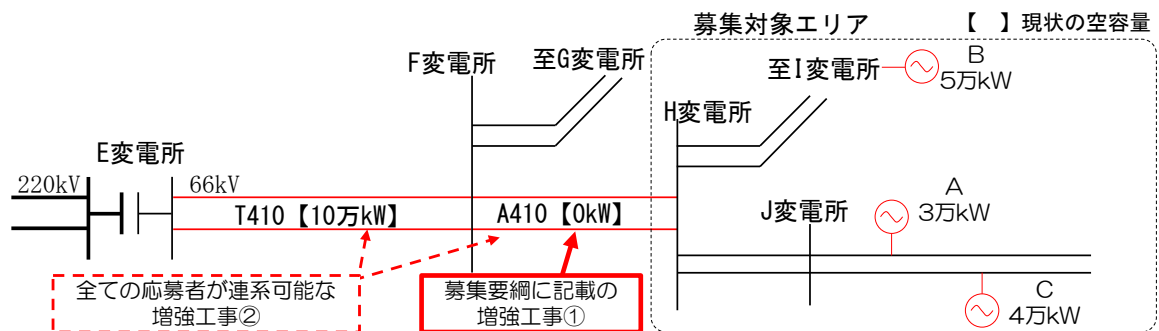 募集対象エリア
【 】現状の空容量
F変電所
至G変電所
至I変電所
B
5万kW
H変電所
E変電所
220kV
66kV
T410【10万kW】
A410【0kW】
J変電所
A
3万kW
全ての応募者が連系可能な
増強工事②
募集要綱に記載の
増強工事①
C
4万kW